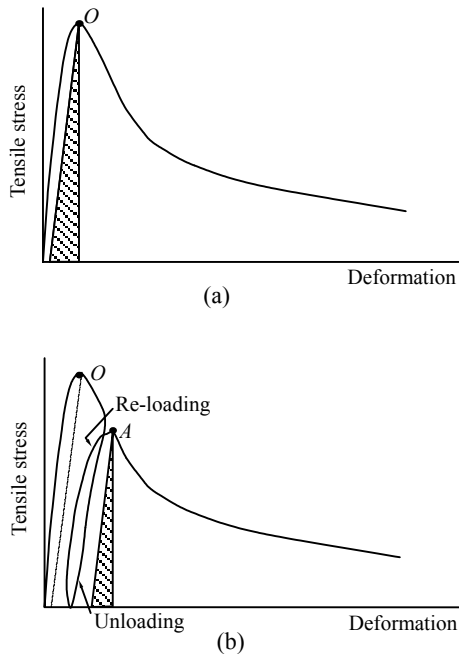 Tensile stress
O
Deformation
(a)
Tensile stress
O
Re-loading
A
Unloading
Deformation
(b)